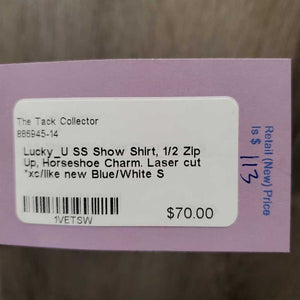 The Tack Collector
886945-14
Lucky_U SS Show Shirt, 1/2 Zip
Up, Horseshoe Charm. Laser cut
*xc/like new Blue/White S
1VETSW
$70.00
Retail (New) Price
Is $ 113